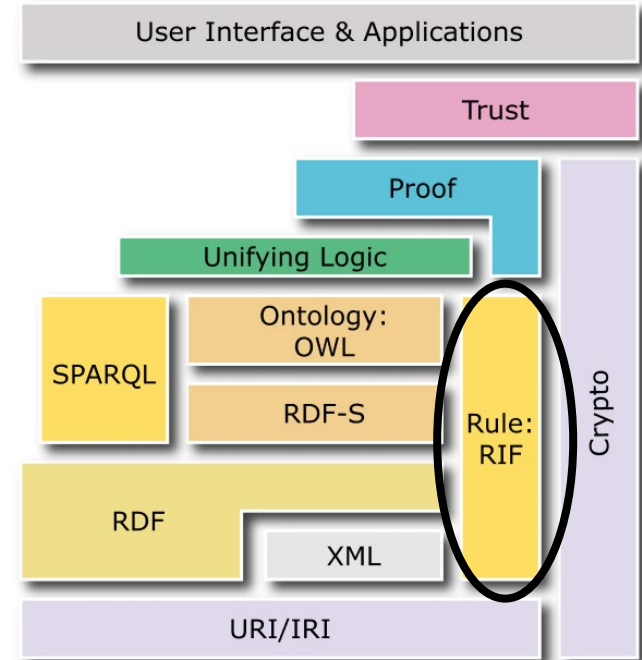 User Interface & Applications
Trust
Proof
Unifying Logic
Ontology:
OWL
SPARQL
RDF-S
Rule:
RIF
Crypto
RDF
XML
URI/IRI